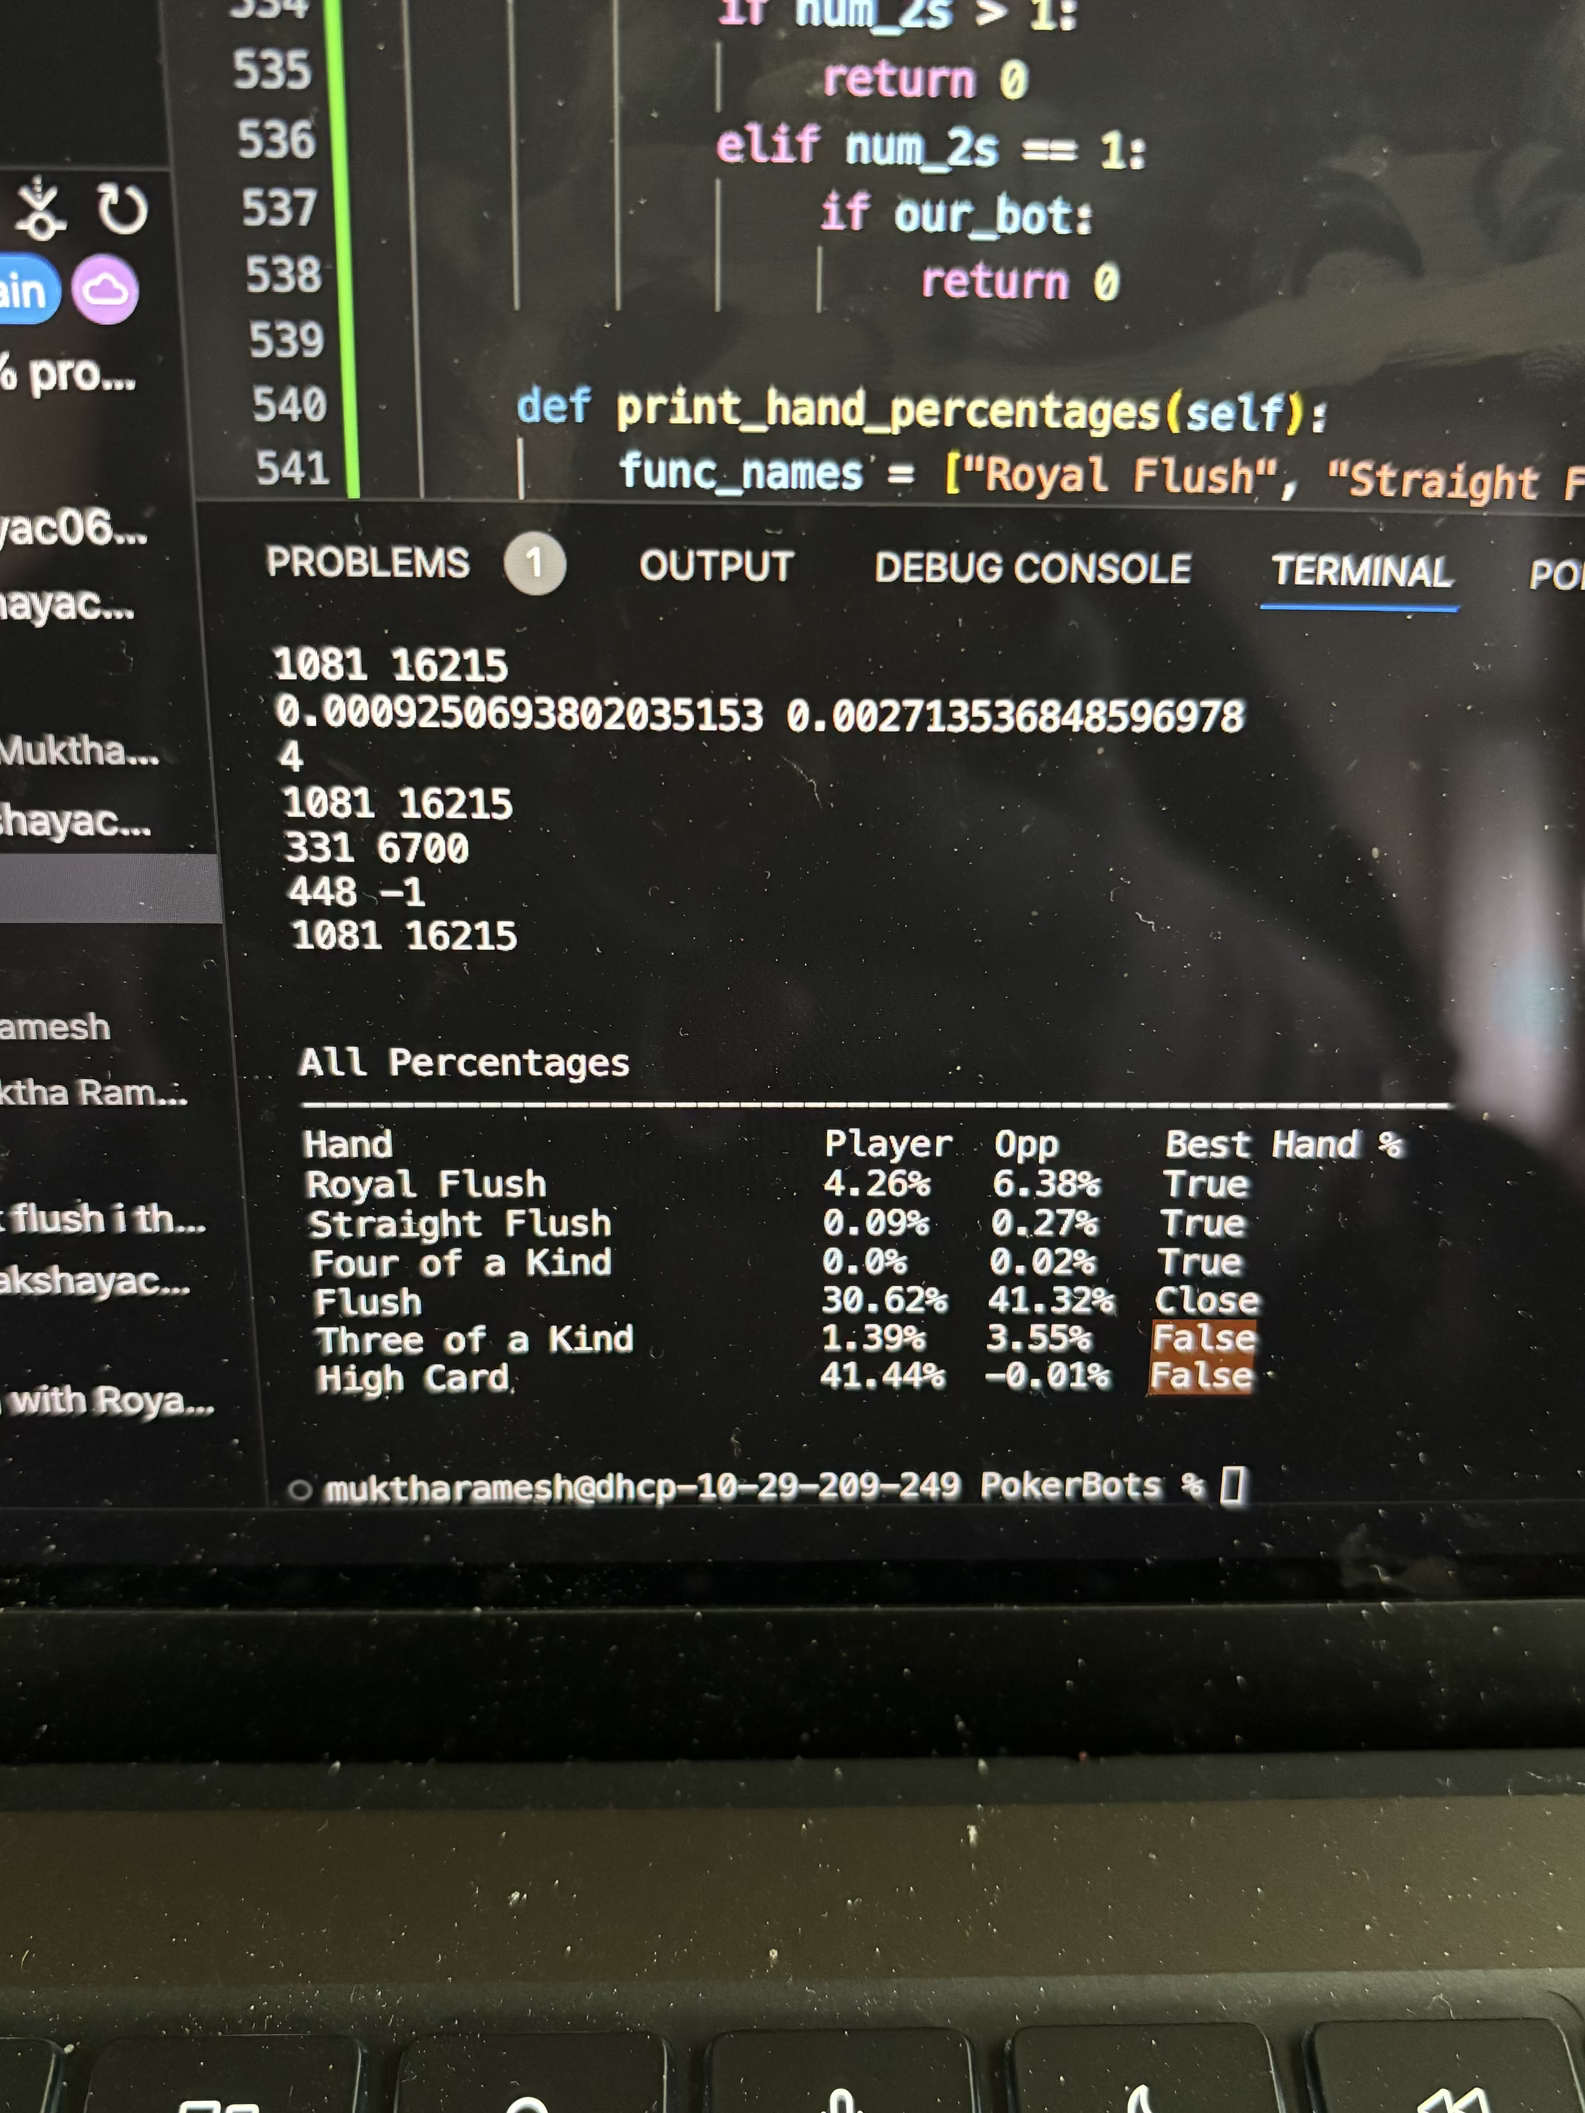 534 if num_2s > 1:
535 return 0
536 elif num_2s == 1:
537 if our_bot:
538 return 0
539
540 def print_hand_percentages(self):
541 func_names = ["Royal Flush", "Straight F
ain
% pro...
yac06...
hayac...
Muktha...
shayac...
amesh
ktha Ram...
t flush i th...
akshayac...
with Roya...
PROBLEMS 1 OUTPUT DEBUG CONSOLE TERMINAL PO
1081 16215
0.0009250693802035153 0.002713536848596978
4
1081 16215
331 6700
448 -1
1081 16215
All Percentages
Hand Player Opp Best Hand %
Royal Flush 4.26% 6.38% True
Straight Flush 0.09% 0.27% True
Four of a Kind 0.0% 0.02% True
Flush 30.62% 41.32% Close
Three of a Kind 1.39% 3.55% False
High Card 41.44% -0.01% False
muktharamesh@dhcp-10-29-209-249 PokerBots %